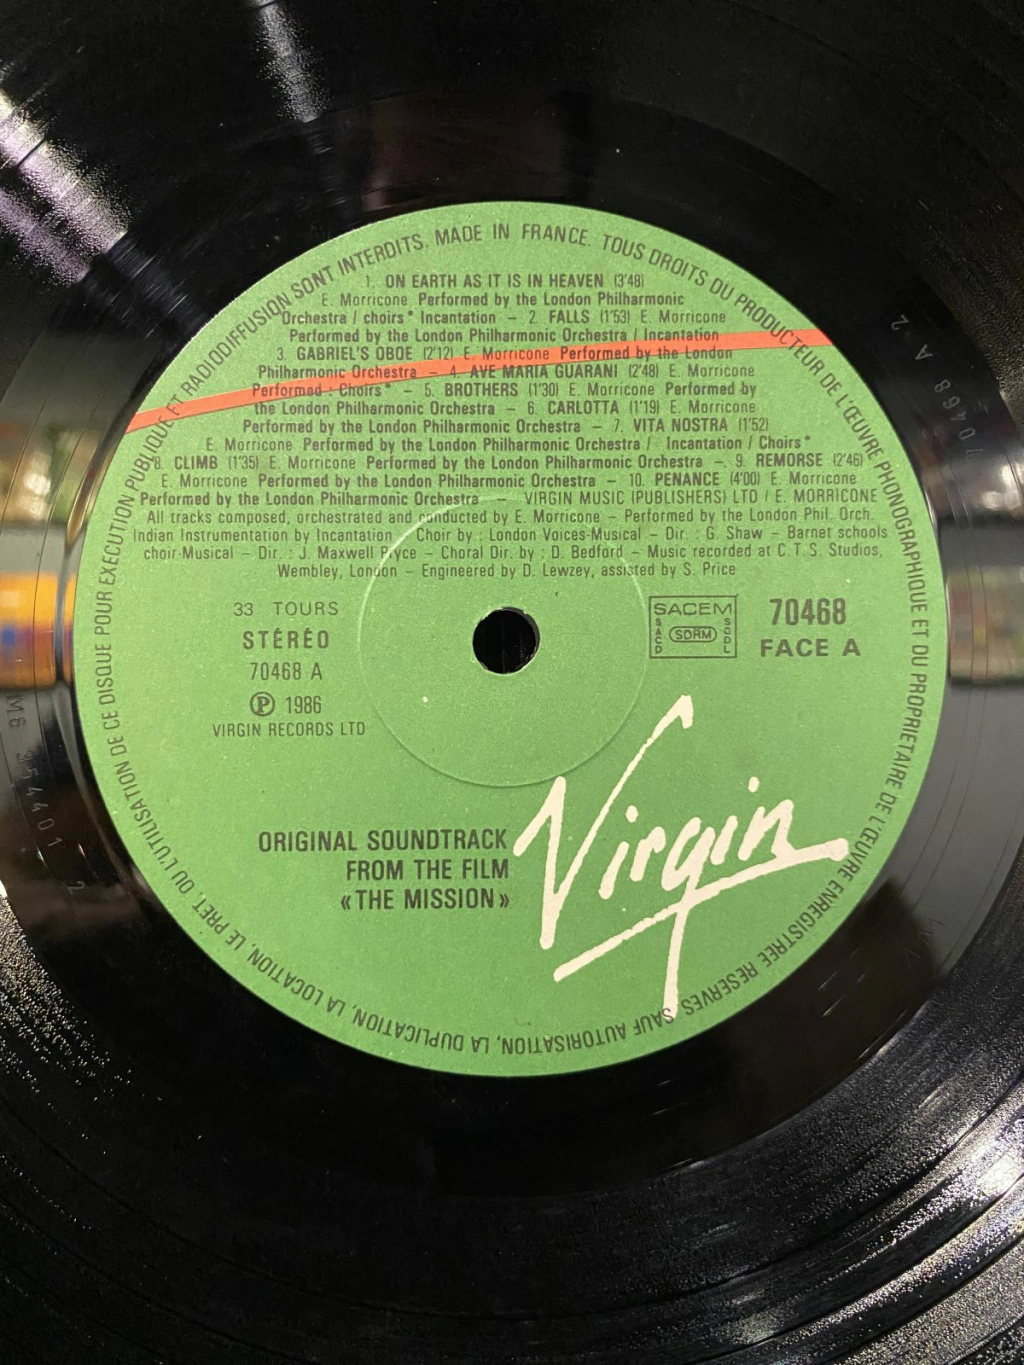 1. ON EARTH AS IT IS IN HEAVEN (3'48)
E. Morricone Performed by the London Philharmonic
Orchestra / choirs* Incantation – 2. FALLS (1'53) E. Morricone
Performed by the London Philharmonic Orchestra / Incantation
3. GABRIEL'S OBOE (2'12) E. Morricone Performed by the London
Philharmonic Orchestra – 4. AVE MARIA GUARANI (2'48) E. Morricone
Performed : Choirs* – 5. BROTHERS (1'30) E. Morricone Performed by
the London Philharmonic Orchestra – 6. CARLOTTA (1'19) E. Morricone
Performed by the London Philharmonic Orchestra – 7. VITA NOSTRA (1'52)
E. Morricone Performed by the London Philharmonic Orchestra / Incantation / Choirs*
8. CLIMB (1'35) E. Morricone Performed by the London Philharmonic Orchestra –. 9. REMORSE (2'46)
E. Morricone Performed by the London Philharmonic Orchestra – 10. PENANCE (4'00) E. Morricone
Performed by the London Philharmonic Orchestra – VIRGIN MUSIC (PUBLISHERS) LTD / E. MORRICONE
All tracks composed, orchestrated and conducted by E. Morricone – Performed by the London Phil. Orch.
Indian Instrumentation by Incantation – Choir by : London Voices-Musical – Dir : G. Shaw – Barnet schools
choir-Musical – Dir. : J. Maxwell Pryce – Choral Dir. by : D. Bedford – Music recorded at C.T.S. Studios,
Wembley, London – Engineered by D. Lewzey, assisted by S. Price
33 TOURS
STÉRÉO
70468 A
Ⓟ 1986
VIRGIN RECORDS LTD
SACEM
SACD
SDRM
SGDL
70468
FACE A
ORIGINAL SOUNDTRACK
FROM THE FILM
«THE MISSION»
Virgin
MADE IN FRANCE. TOUS DROITS DU PRODUCTEUR DE L'ŒUVRE PHONOGRAPHIQUE ET DU PROPRIETAIRE DE L'ŒUVRE ENREGISTREE RESERVES. SAUF AUTORISATION, LA DUPLICATION, LA LOCATION, LE PRET, OU L'UTILISATION DE CE DISQUE POUR EXECUTION PUBLIQUE ET RADIODIFFUSION SONT INTERDITS.
70468 A 2
354401 2